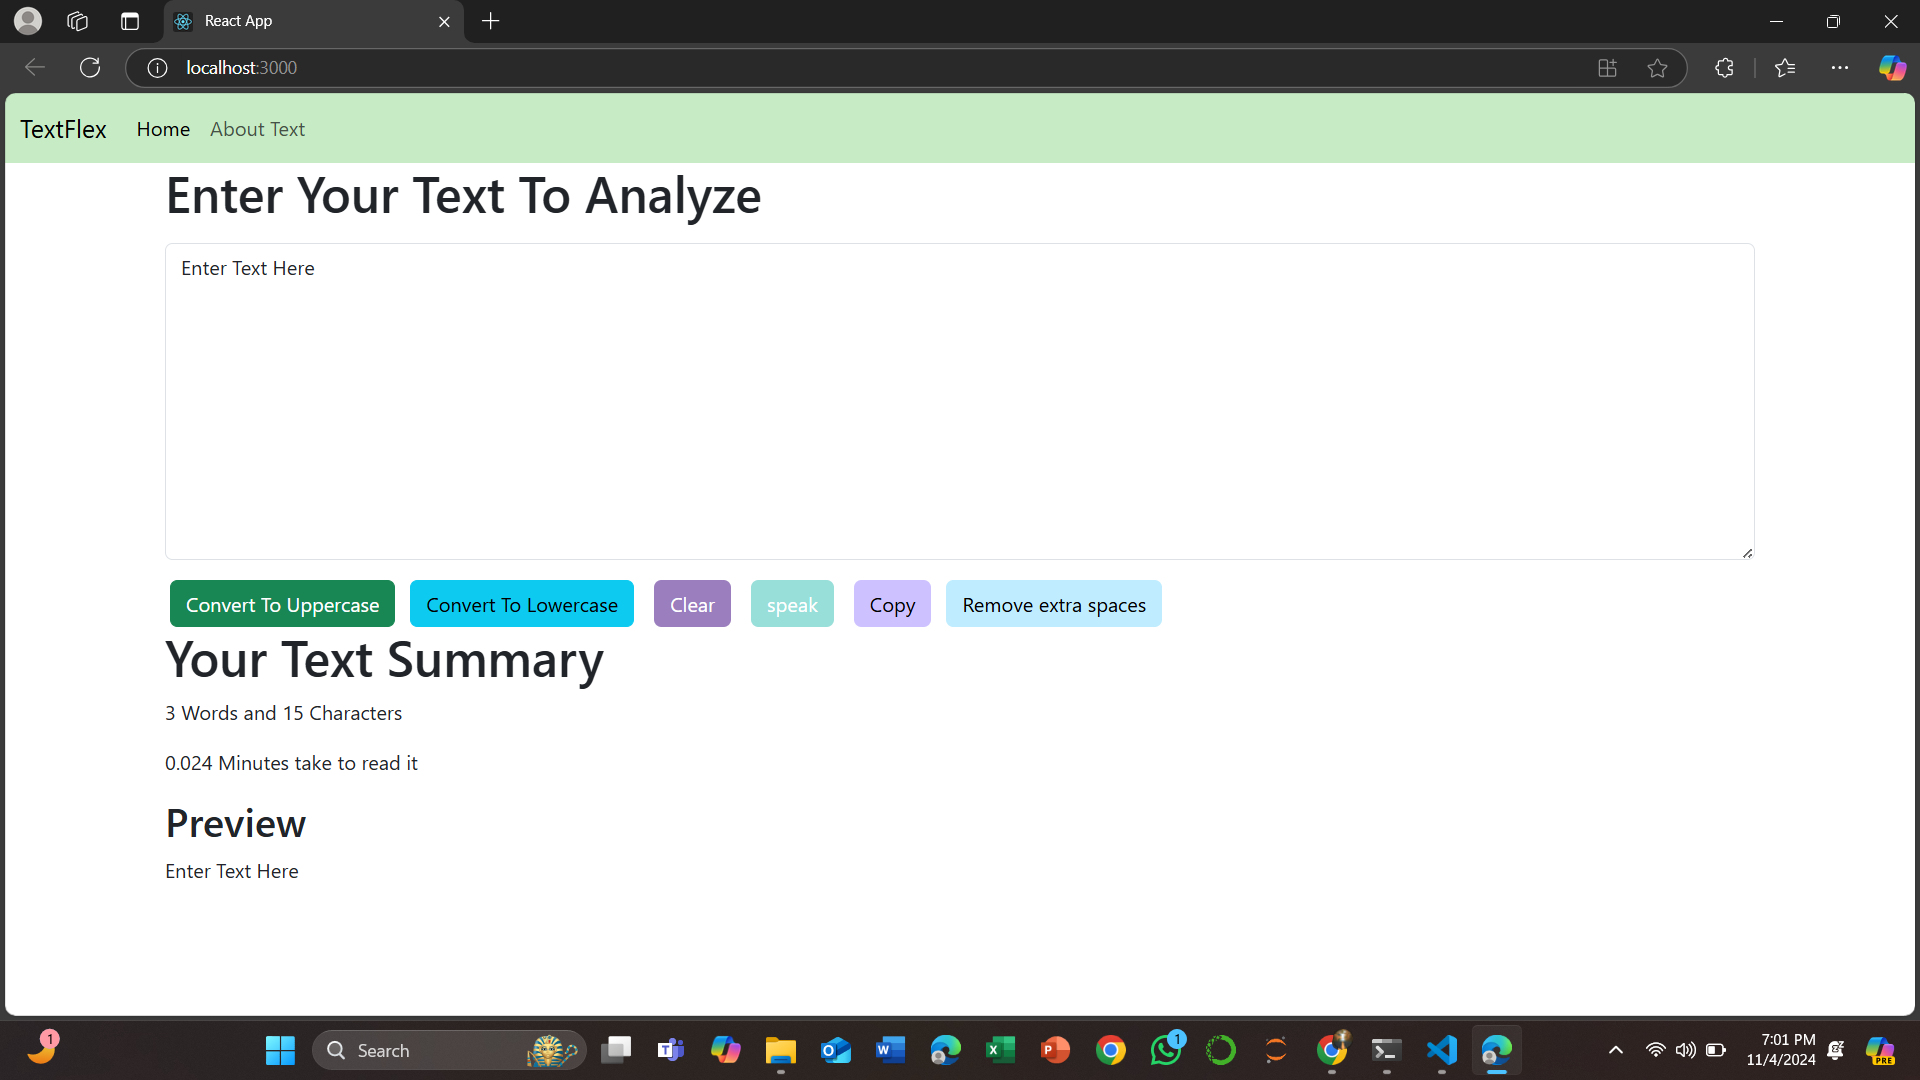 React App
localhost:3000
TextFlex Home About Text
Enter Your Text To Analyze
Enter Text Here
Convert To Uppercase Convert To Lowercase Clear speak Copy Remove extra spaces
Your Text Summary
3 Words and 15 Characters
0.024 Minutes take to read it
Preview
Enter Text Here
1 Search 1 7:01 PM
11/4/2024
PRE